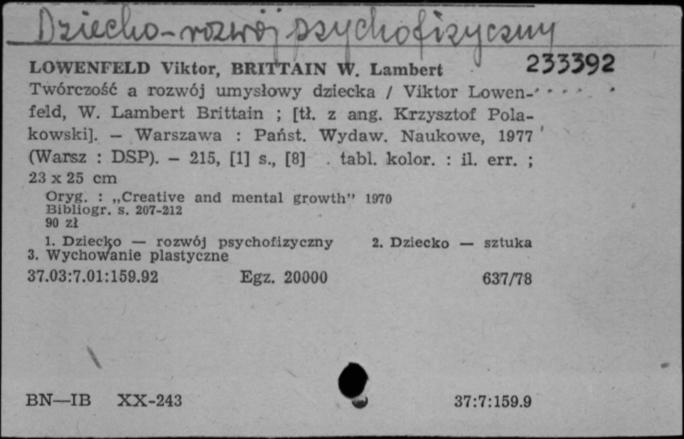 Dziecko - rozwój psychofizyczny
LOWENFELD Viktor, BRITTAIN W. Lambert 233392
Twórczość a rozwój umysłowy dziecka / Viktor Lowen-
feld, W. Lambert Brittain ; [tł. z ang. Krzysztof Pola-
kowski]. — Warszawa : Państ. Wydaw. Naukowe, 1977
(Warsz : DSP). — 215, [1] s., [8] . tabl. kolor. : il. err. ;
23 x 25 cm
Oryg. : „Creative and mental growth" 1970
Bibliogr. s. 207-212
90 zł
1. Dziecko — rozwój psychofizyczny 2. Dziecko — sztuka
3. Wychowanie plastyczne
37.03:7.01:159.92 Egz. 20000 637/78
BN—IB XX-243 37:7:159.9